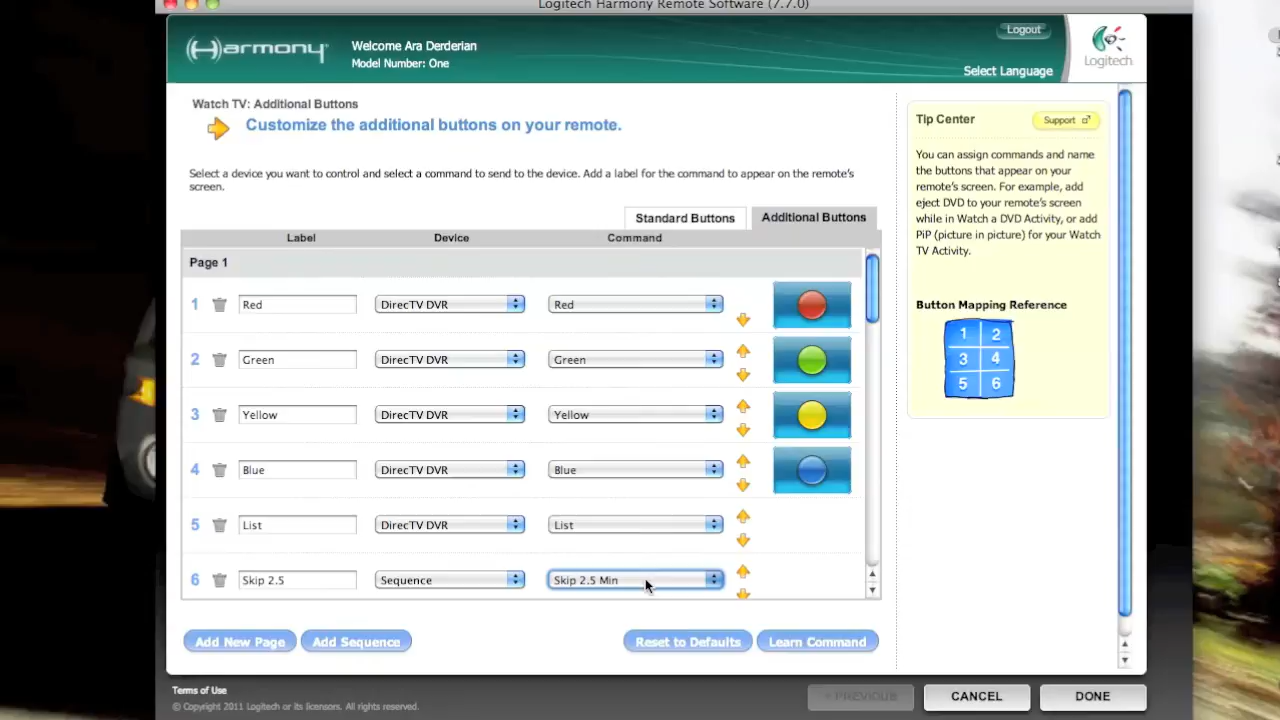 Logitech Harmony Remote Software (7.7.0)
Harmony
Welcome Ara Derderian
Model Number: One
Logout
Select Language
Logitech
Watch TV: Additional Buttons
Customize the additional buttons on your remote.
Select a device you want to control and select a command to send to the device. Add a label for the command to appear on the remote's
screen.
Standard Buttons
Additional Buttons
Label Device Command
Page 1
1 Red DirecTV DVR Red
2 Green DirecTV DVR Green
3 Yellow DirecTV DVR Yellow
4 Blue DirecTV DVR Blue
5 List DirecTV DVR List
6 Skip 2.5 Sequence Skip 2.5 Min
Add New Page
Add Sequence
Reset to Defaults
Learn Command
Tip Center
Support
You can assign commands and name
the buttons that appear on your
remote's screen. For example, add
eject DVD to your remote's screen
while in Watch a DVD Activity, or add
PiP (picture in picture) for your Watch
TV Activity.
Button Mapping Reference
1 2
3 4
5 6
Terms of Use
© Copyright 2011 Logitech or its licensors. All rights reserved.
« PREVIOUS
CANCEL
DONE